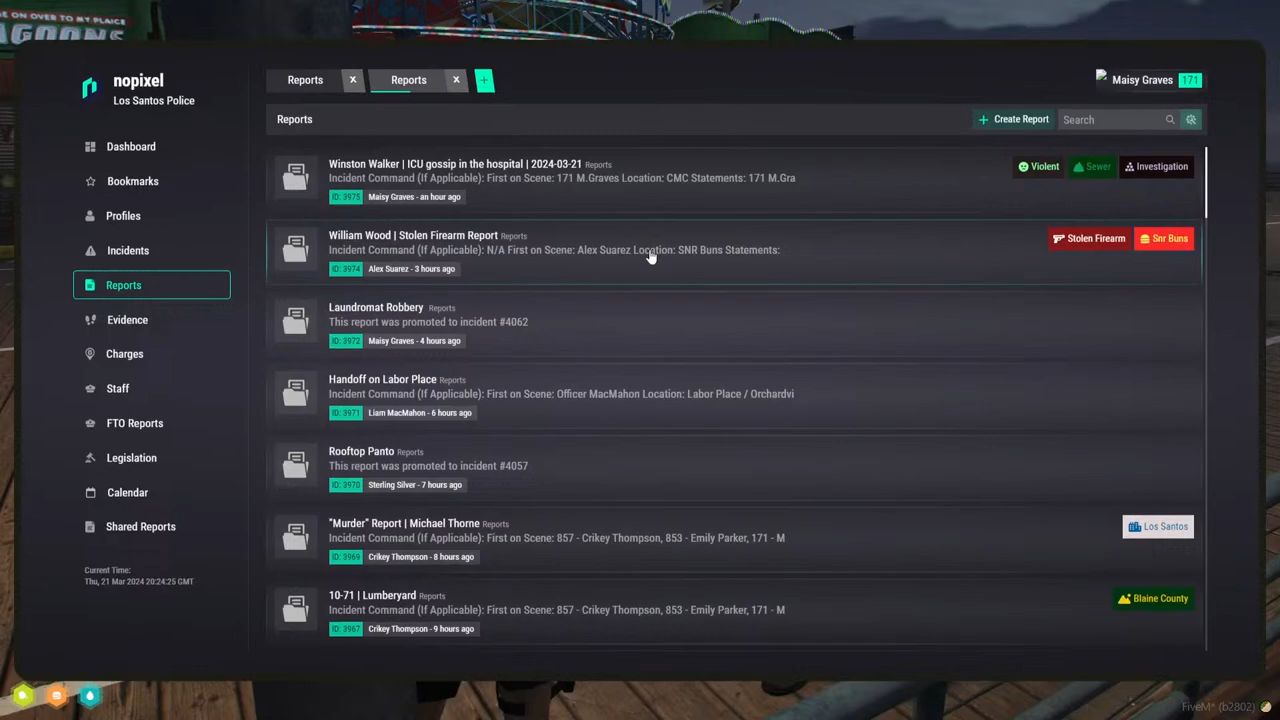 ME ON OVER TO MY PLAICE
LAGOONS
nopixel
Los Santos Police
Reports x Reports x +
Maisy Graves 171
Reports
+ Create Report
Search
Dashboard
Bookmarks
Profiles
Incidents
Reports
Evidence
Charges
Staff
FTO Reports
Legislation
Calendar
Shared Reports
Current Time:
Thu, 21 Mar 2024 20:24:25 GMT
Winston Walker | ICU gossip in the hospital | 2024-03-21 Reports
Incident Command (If Applicable): First on Scene: 171 M.Graves Location: CMC Statements: 171 M.Gra
ID: 3975 Maisy Graves - an hour ago
Violent Sewer Investigation
William Wood | Stolen Firearm Report Reports
Incident Command (If Applicable): N/A First on Scene: Alex Suarez Location: SNR Buns Statements:
ID: 3974 Alex Suarez - 3 hours ago
Stolen Firearm Snr Buns
Laundromat Robbery Reports
This report was promoted to incident #4062
ID: 3972 Maisy Graves - 4 hours ago
Handoff on Labor Place Reports
Incident Command (If Applicable): First on Scene: Officer MacMahon Location: Labor Place / Orchardvi
ID: 3971 Liam MacMahon - 6 hours ago
Rooftop Panto Reports
This report was promoted to incident #4057
ID: 3970 Sterling Silver - 7 hours ago
"Murder" Report | Michael Thorne Reports
Incident Command (If Applicable): First on Scene: 857 - Crikey Thompson, 853 - Emily Parker, 171 - M
ID: 3969 Crikey Thompson - 8 hours ago
Los Santos
10-71 | Lumberyard Reports
Incident Command (If Applicable): First on Scene: 857 - Crikey Thompson, 853 - Emily Parker, 171 - M
ID: 3967 Crikey Thompson - 9 hours ago
Blaine County
FiveM* (b2802)